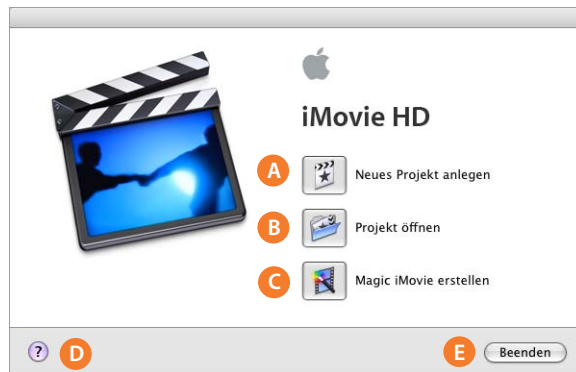 iMovie HD
A Neues Projekt anlegen
B Projekt öffnen
C Magic iMovie erstellen
? D E Beenden